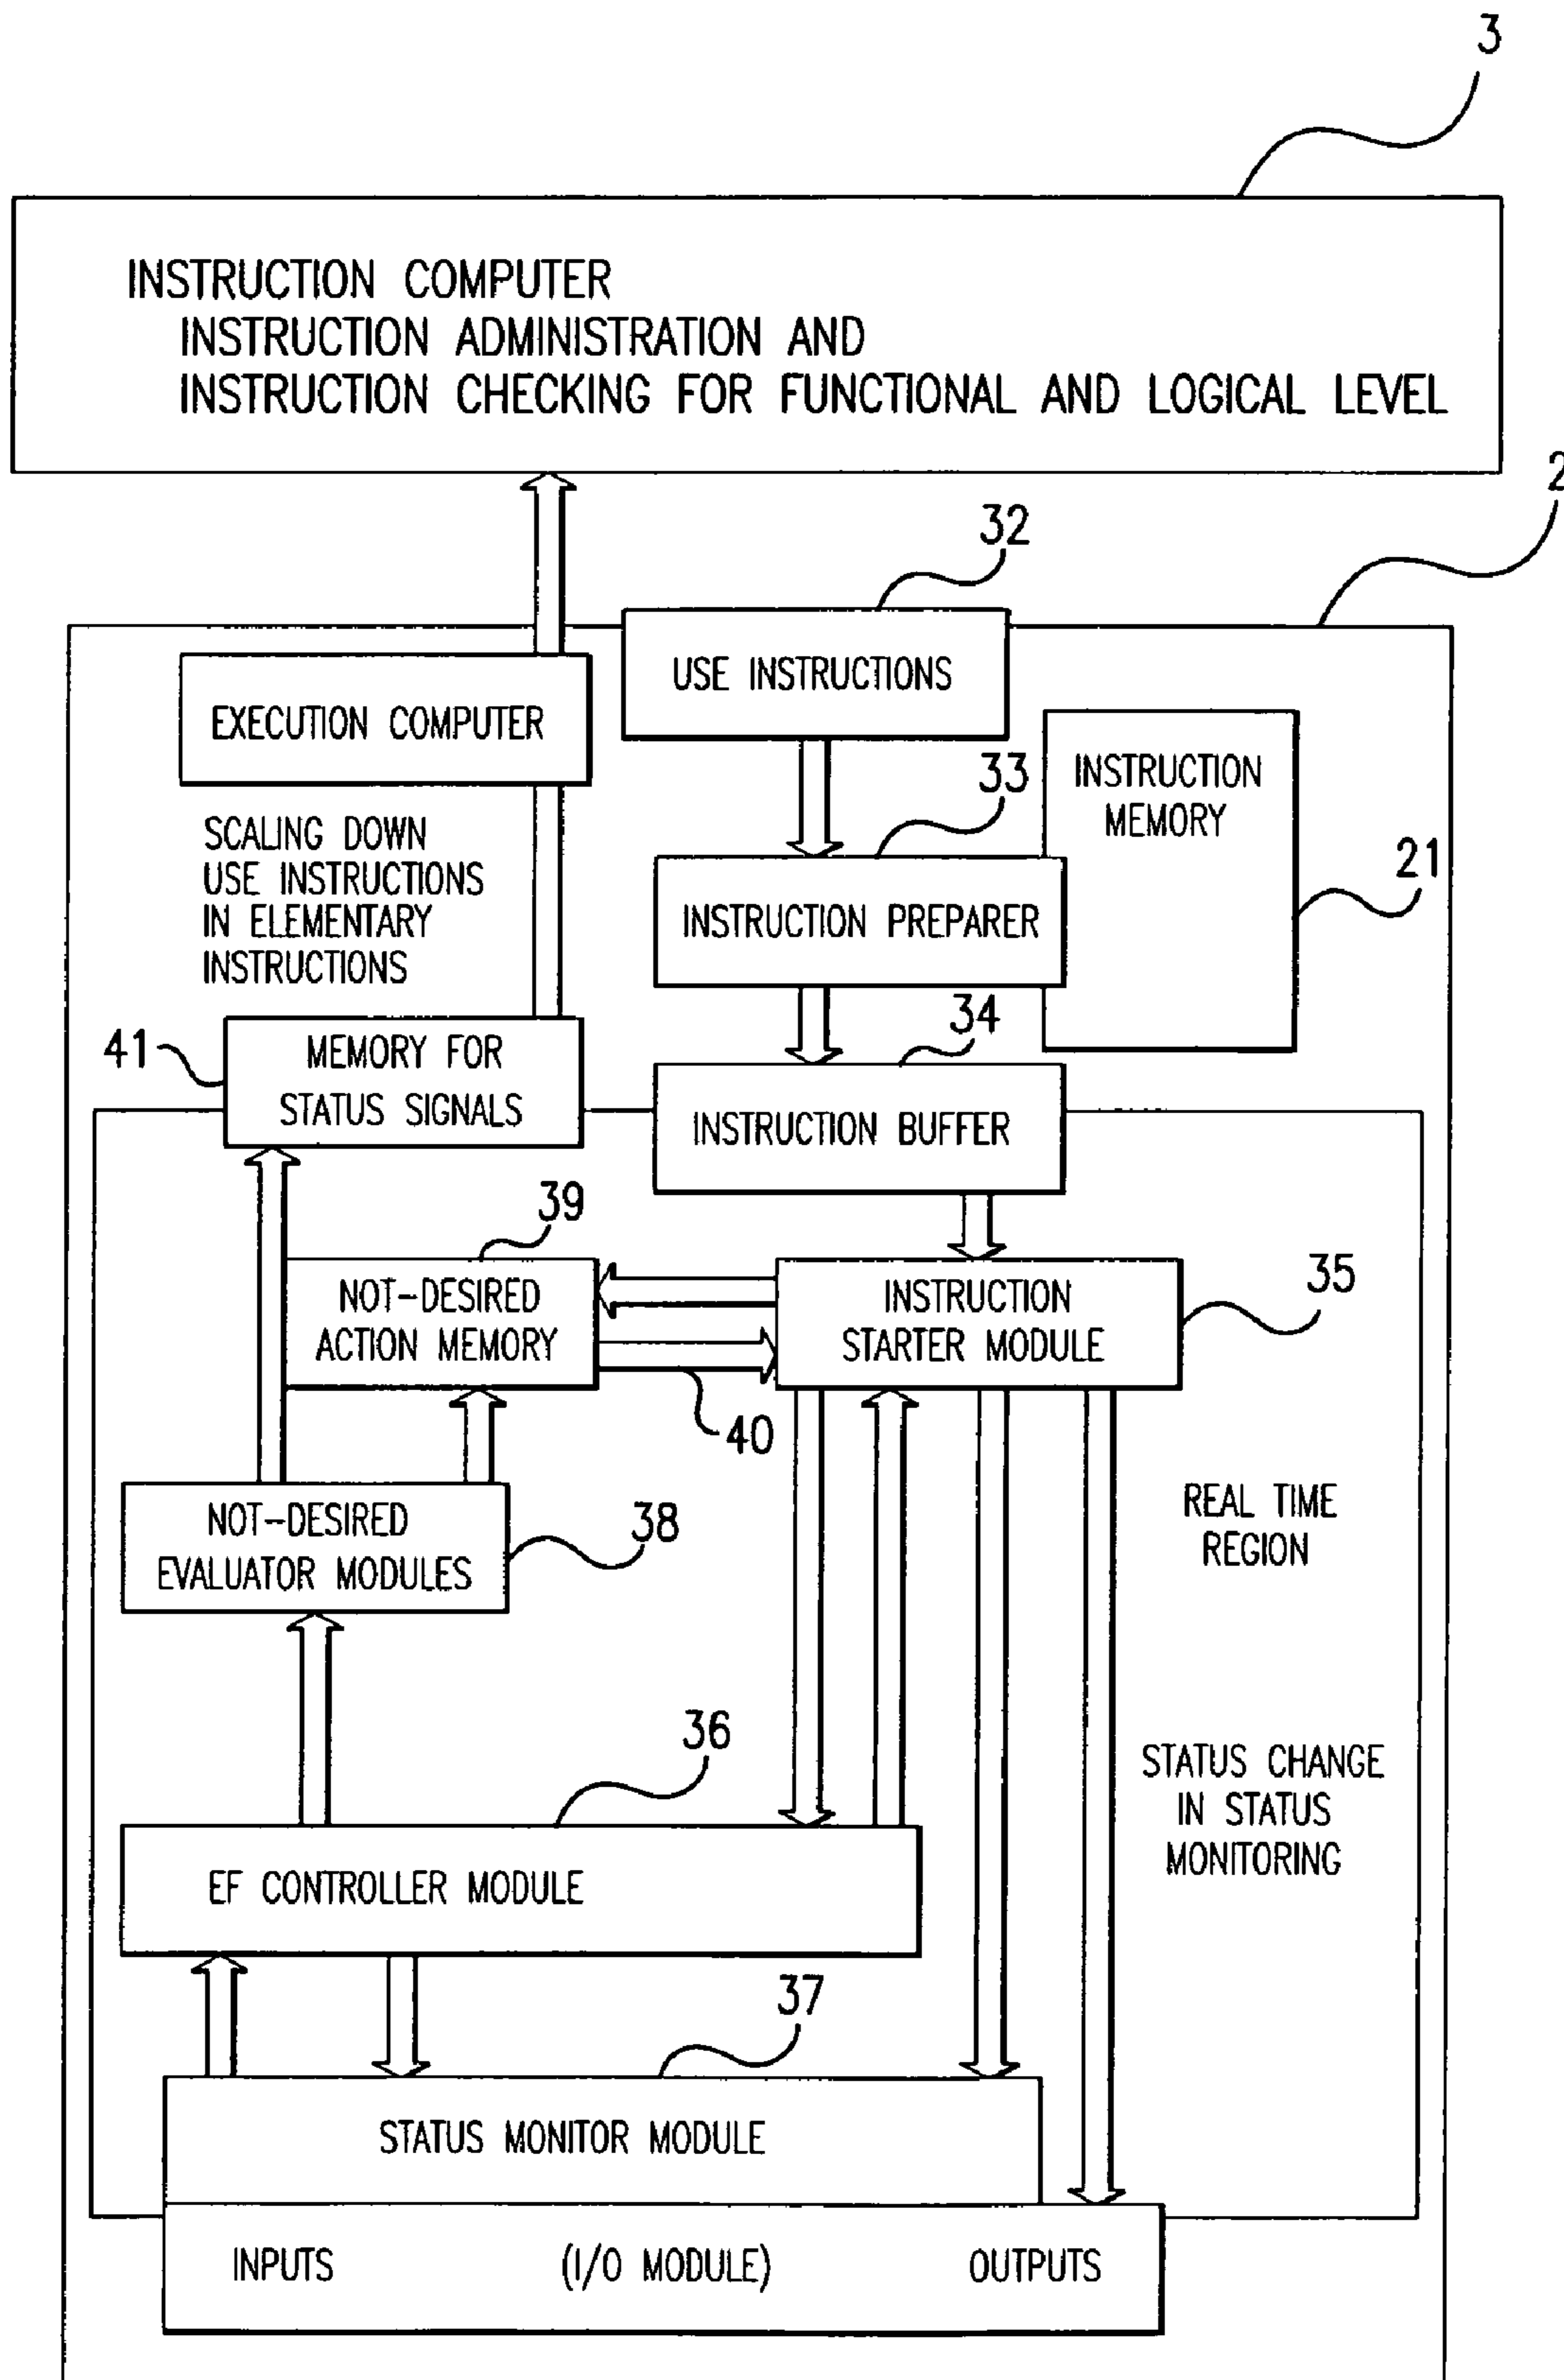 3
INSTRUCTION COMPUTER
INSTRUCTION ADMINISTRATION AND
INSTRUCTION CHECKING FOR FUNCTIONAL AND LOGICAL LEVEL
2
32
USE INSTRUCTIONS
EXECUTION COMPUTER
33
INSTRUCTION
MEMORY
21
SCALING DOWN
USE INSTRUCTIONS
IN ELEMENTARY
INSTRUCTIONS
INSTRUCTION PREPARER
34
41
MEMORY FOR
STATUS SIGNALS
INSTRUCTION BUFFER
39
NOT-DESIRED
ACTION MEMORY
INSTRUCTION
STARTER MODULE
35
40
NOT-DESIRED
EVALUATOR MODULES
38
REAL TIME
REGION
36
STATUS CHANGE
IN STATUS
MONITORING
EF CONTROLLER MODULE
37
STATUS MONITOR MODULE
INPUTS (I/O MODULE) OUTPUTS